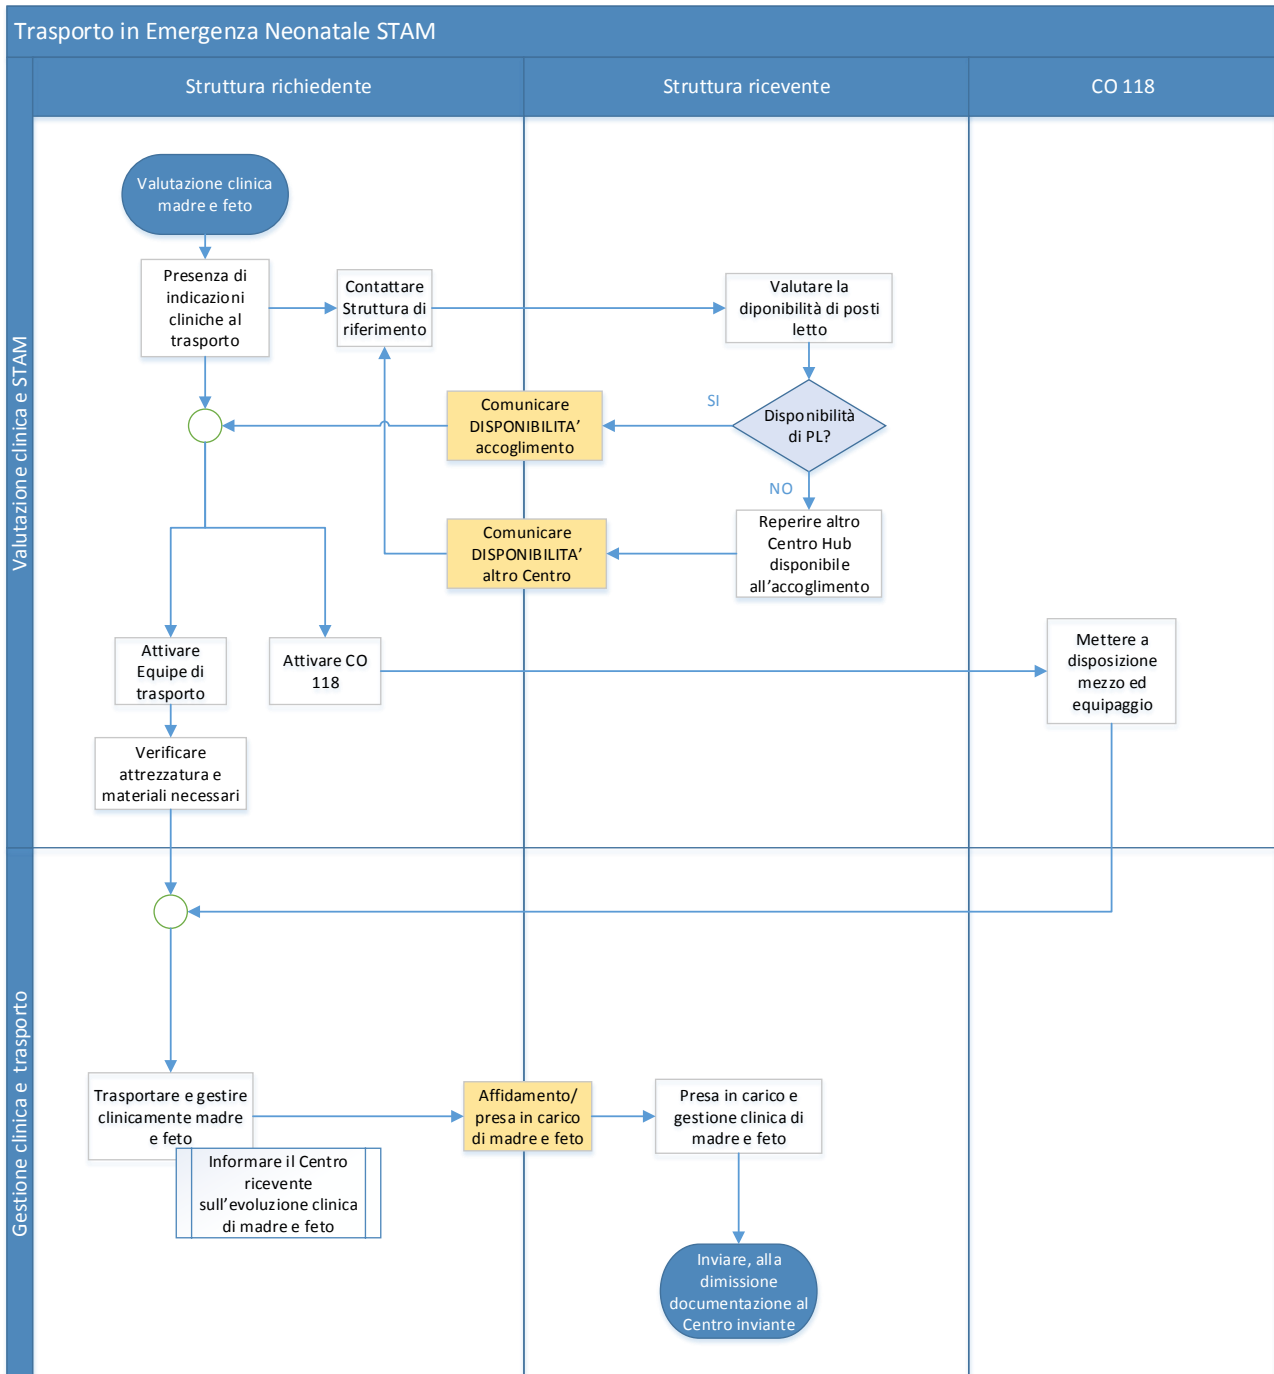 Trasporto in Emergenza Neonatale STAM
Struttura richiedente
Struttura ricevente
CO 118
Valutazione clinica e STAM
Valutazione clinica
madre e feto
Presenza di
indicazioni
cliniche al
trasporto
Contattare
Struttura di
riferimento
Valutare la
diponibilità di posti
letto
Disponibilità
di PL?
SI
NO
Comunicare
DISPONIBILITA’
accoglimento
Comunicare
DISPONIBILITA’
altro Centro
Reperire altro
Centro Hub
disponibile
all’accoglimento
Attivare
Equipe di
trasporto
Attivare CO
118
Mettere a
disposizione
mezzo ed
equipaggio
Verificare
attrezzatura e
materiali necessari
Gestione clinica e trasporto
Trasportare e gestire
clinicamente madre
e feto
Informare il Centro
ricevente
sull’evoluzione clinica
di madre e feto
Affidamento/
presa in carico
di madre e feto
Presa in carico e
gestione clinica di
madre e feto
Inviare, alla
dimissione
documentazione al
Centro inviante